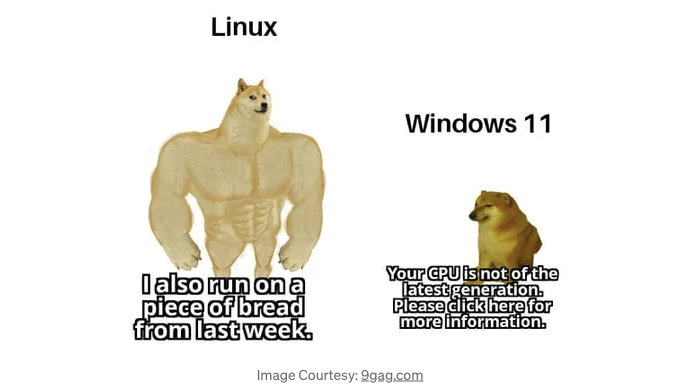 Linux
I also run on a
piece of bread
from last week.
Windows 11
Your CPU is not of the
latest generation.
Please click here for
more information.
Image Courtesy: 9gag.com